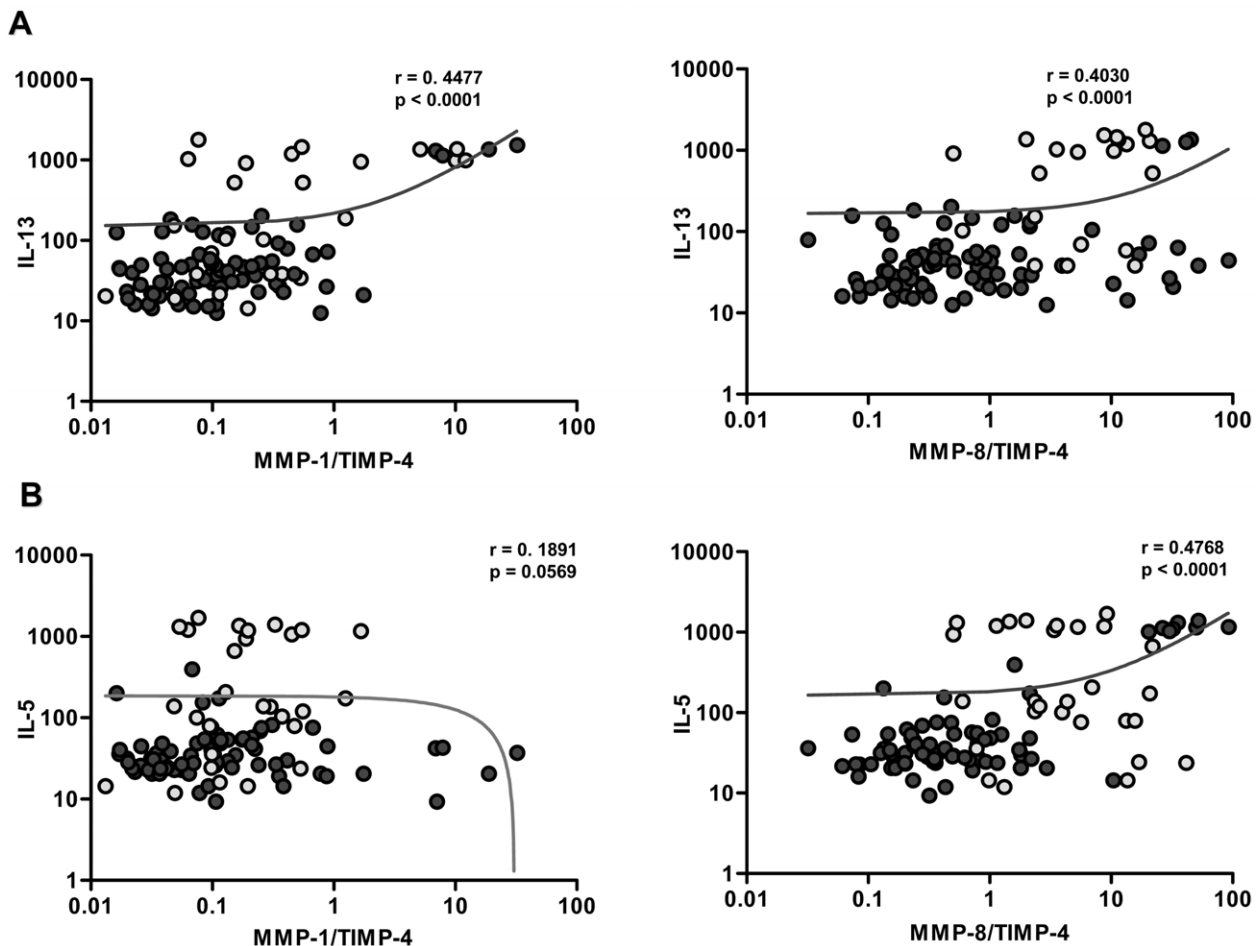 A
r = 0. 4477
p < 0.0001
10000
1000
100
10
1
IL-13
0.01 0.1 1 10 100
MMP-1/TIMP-4
r = 0.4030
p < 0.0001
10000
1000
100
10
1
IL-13
0.01 0.1 1 10 100
MMP-8/TIMP-4
B
r = 0. 1891
p = 0.0569
10000
1000
100
10
1
IL-5
0.01 0.1 1 10 100
MMP-1/TIMP-4
r = 0.4768
p < 0.0001
10000
1000
100
10
1
IL-5
0.01 0.1 1 10 100
MMP-8/TIMP-4